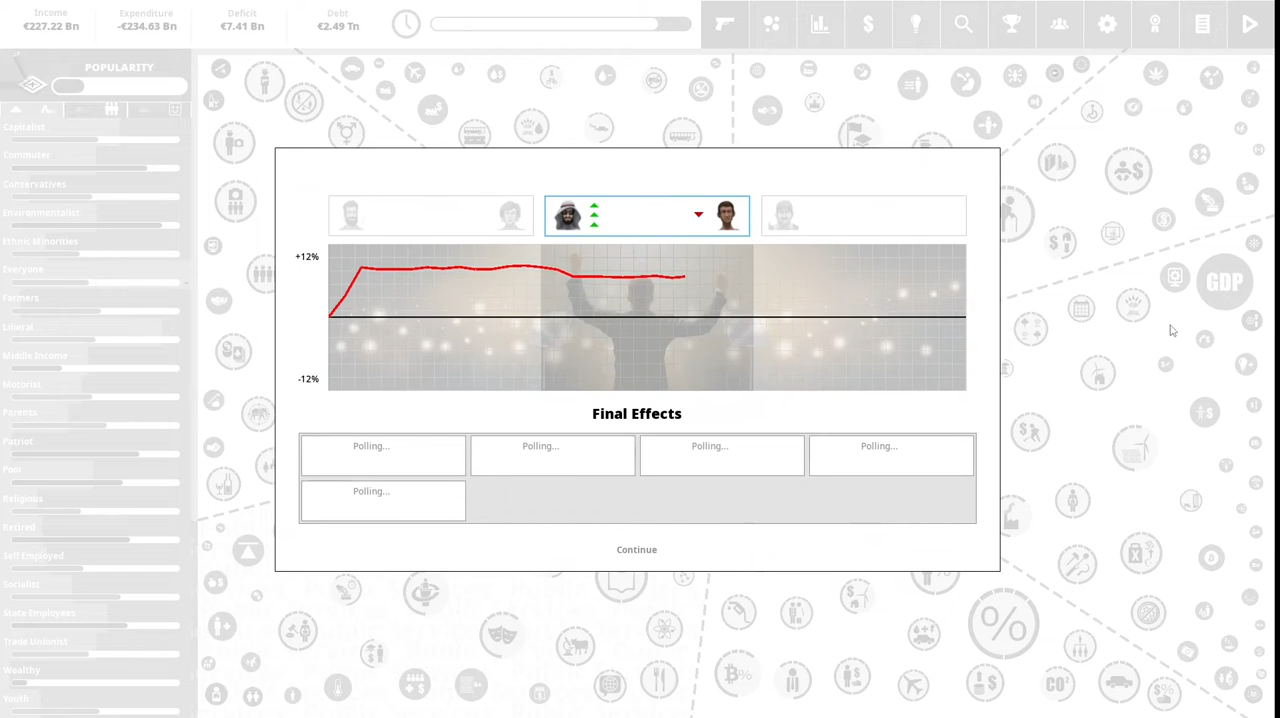 Income
Expenditure
Deficit
Debt
€227.22 Bn
-€234.63 Bn
€7.41 Bn
€2.49 Tn
POPULARITY
Capitalist
Commuter
Conservatives
Environmentalist
Ethnic Minorities
Everyone
Farmers
Liberal
Middle Income
Motorist
Parents
Patriot
Poor
Religious
Retired
Self Employed
Socialist
State Employees
Trade Unionist
Wealthy
Youth
+12%
-12%
Final Effects
Polling...
Polling...
Polling...
Polling...
Polling...
Continue
GDP
CO²